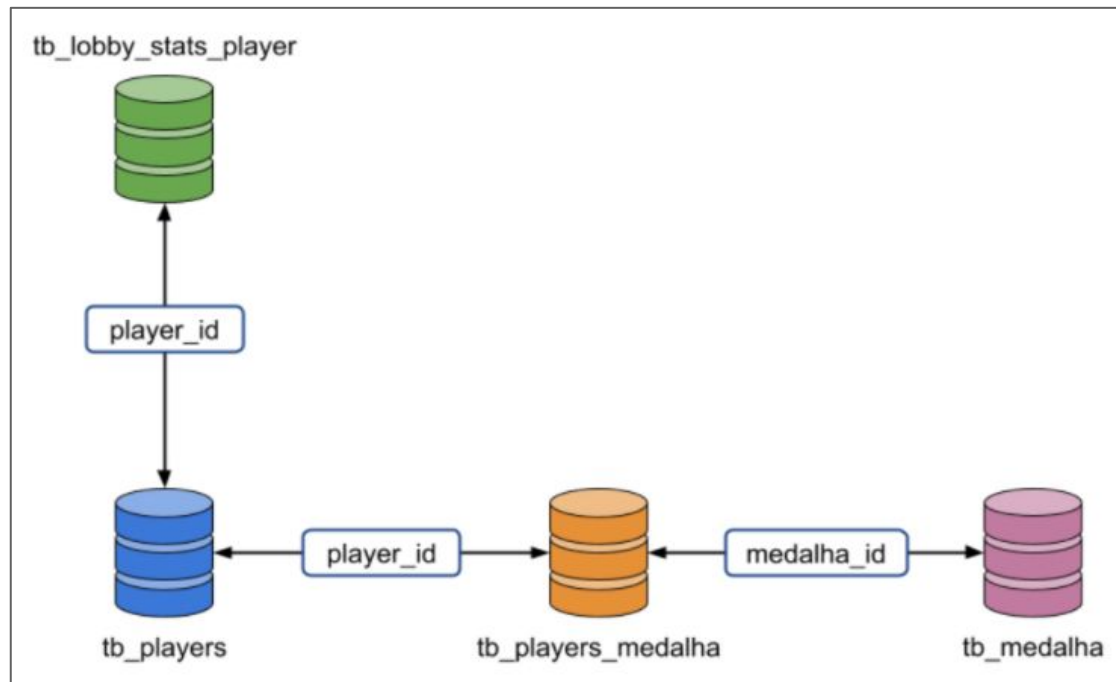 tb_lobby_stats_player
player_id
player_id
medalha_id
tb_players
tb_players_medalha
tb_medalha